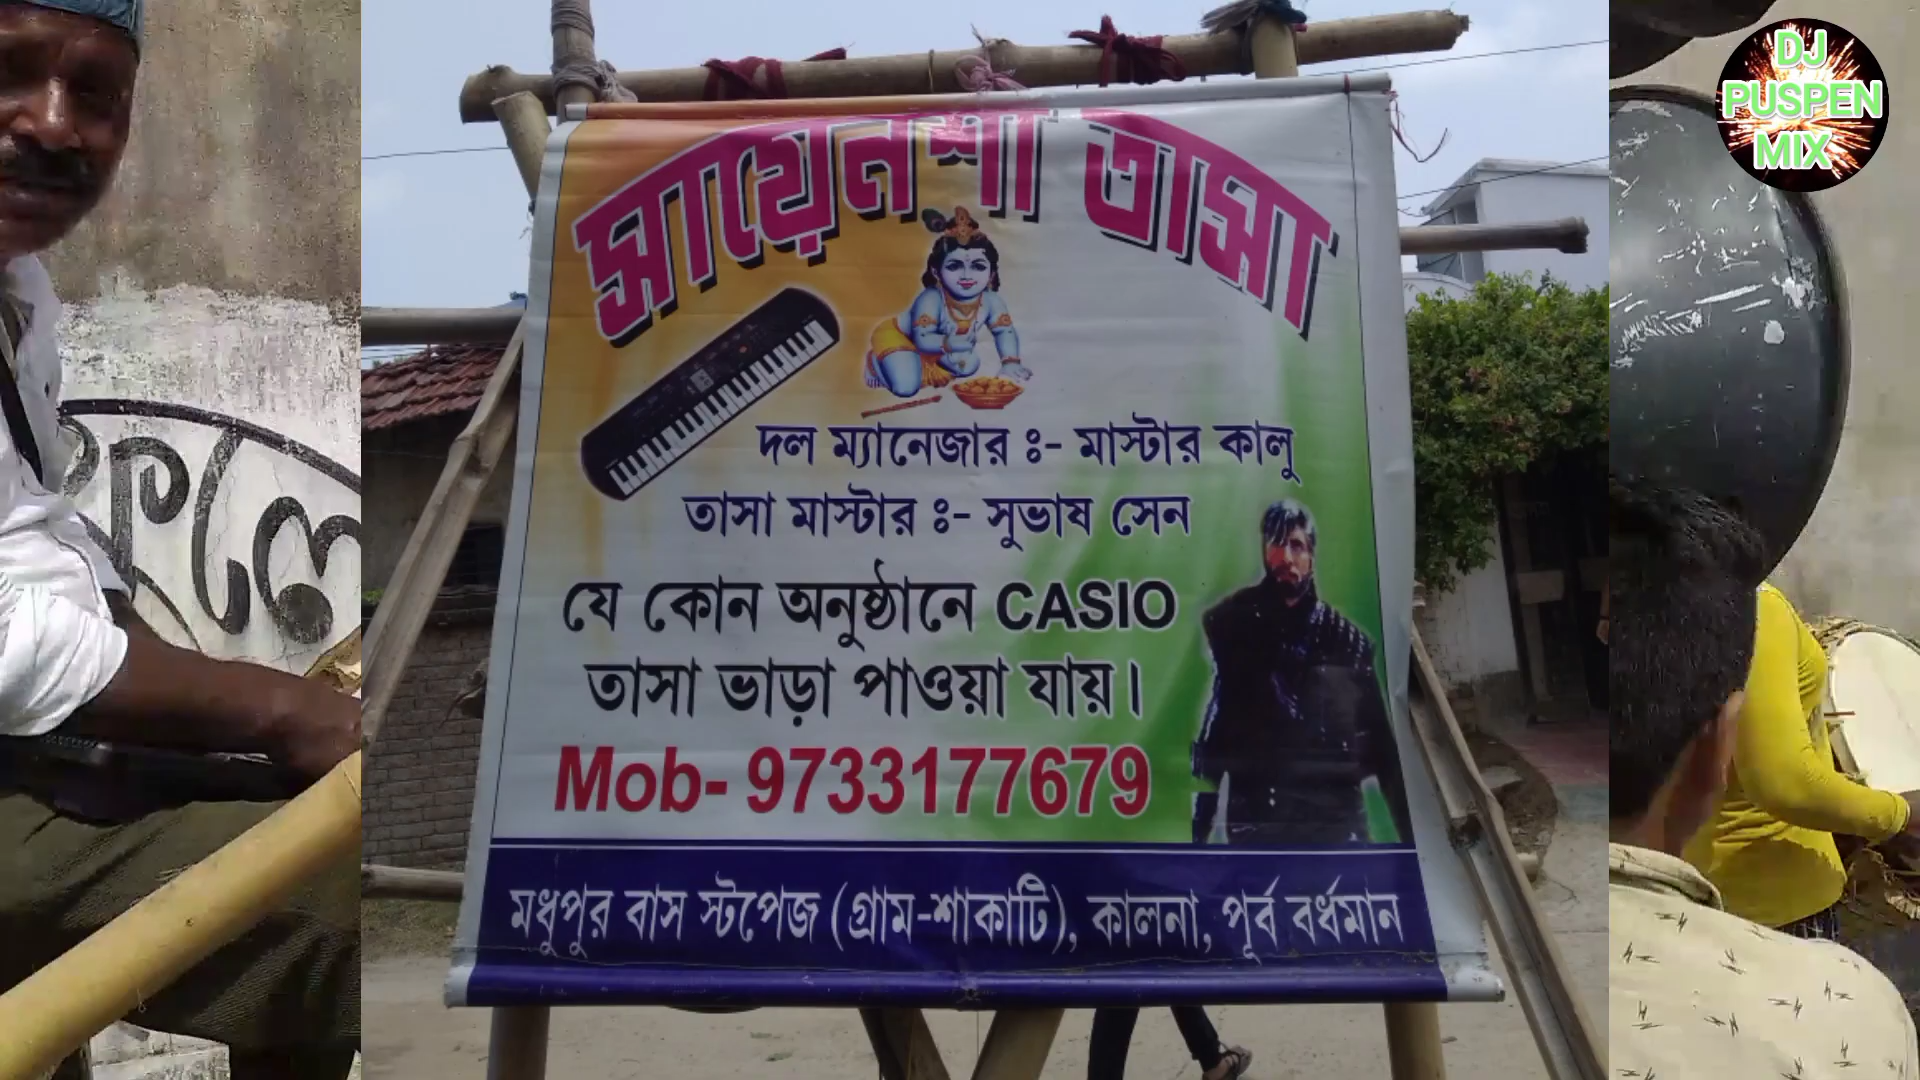 সায়েনশা তাসা
দল ম্যানেজার ঃ- মাস্টার কালু
তাসা মাস্টার ঃ- সুভাষ সেন
যে কোন অনুষ্ঠানে CASIO
তাসা ভাড়া পাওয়া যায়।
Mob- 9733177679
মধুপুর বাস স্টপেজ (গ্রাম-শাকাটি), কালনা, পূর্ব বর্ধমান
DJ
PUSPEN
MIX